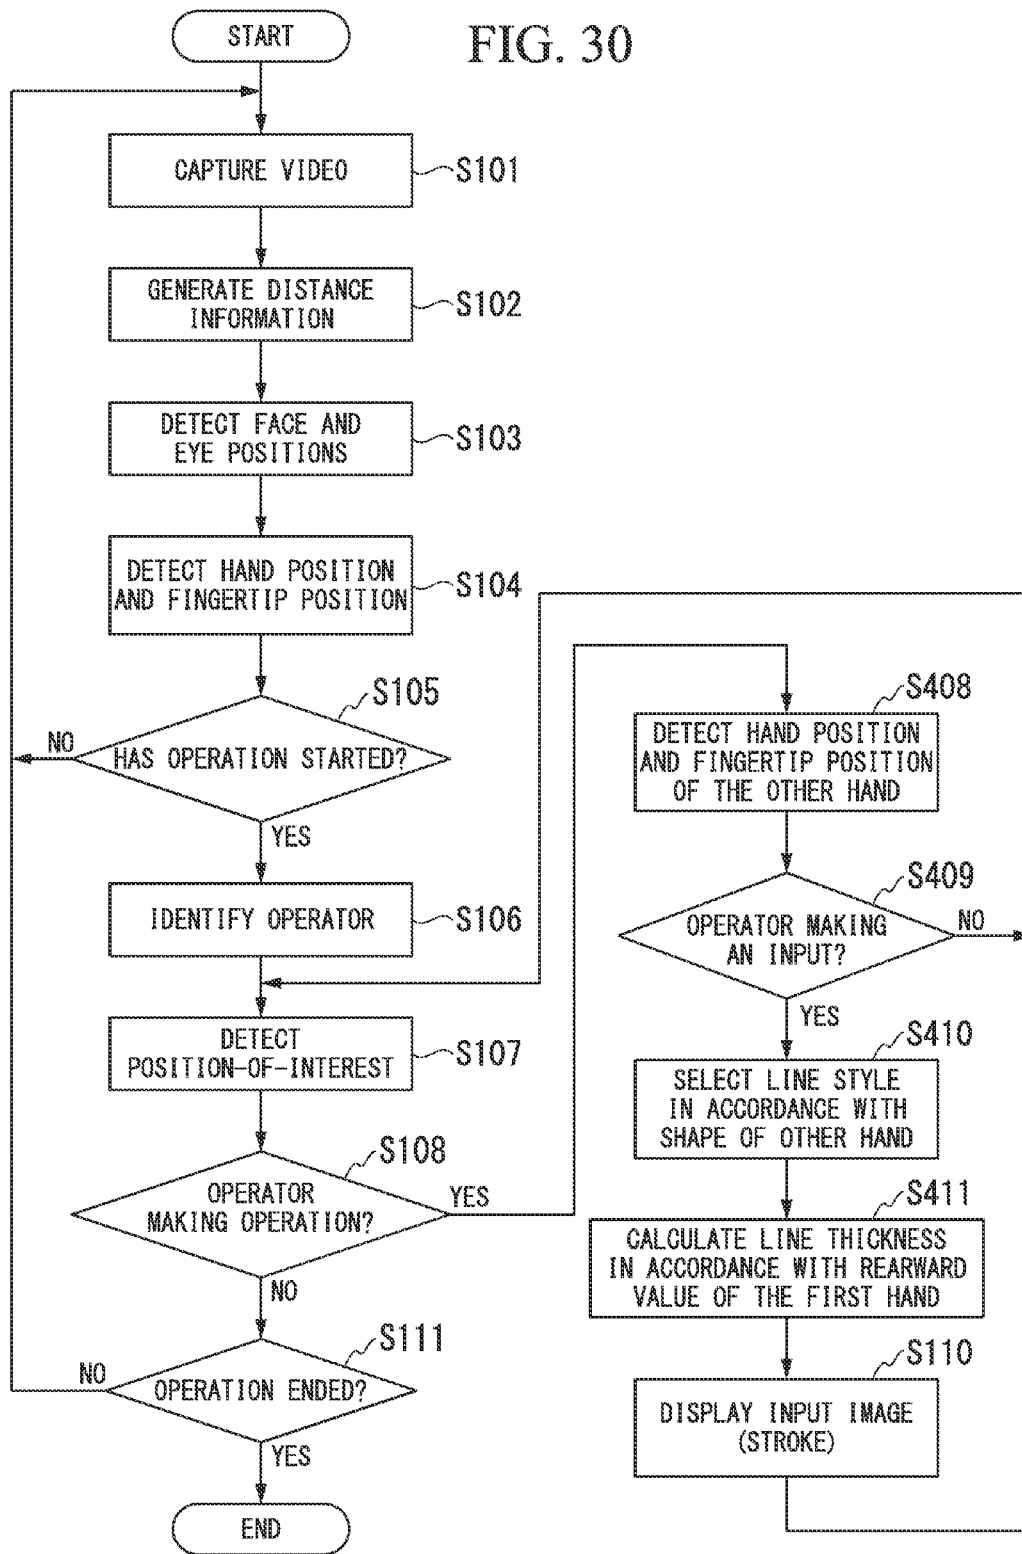 FIG. 30
START
CAPTURE VIDEO
S101
GENERATE DISTANCE
INFORMATION
S102
DETECT FACE AND
EYE POSITIONS
S103
DETECT HAND POSITION
AND FINGERTIP POSITION
S104
S105
HAS OPERATION STARTED?
NO
YES
IDENTIFY OPERATOR
S106
DETECT
POSITION-OF-INTEREST
S107
S108
OPERATOR
MAKING OPERATION?
YES
NO
S111
OPERATION ENDED?
NO
YES
END
S408
DETECT HAND POSITION
AND FINGERTIP POSITION
OF THE OTHER HAND
S409
OPERATOR MAKING
AN INPUT?
NO
YES
S410
SELECT LINE STYLE
IN ACCORDANCE WITH
SHAPE OF OTHER HAND
S411
CALCULATE LINE THICKNESS
IN ACCORDANCE WITH REARWARD
VALUE OF THE FIRST HAND
S110
DISPLAY INPUT IMAGE
(STROKE)